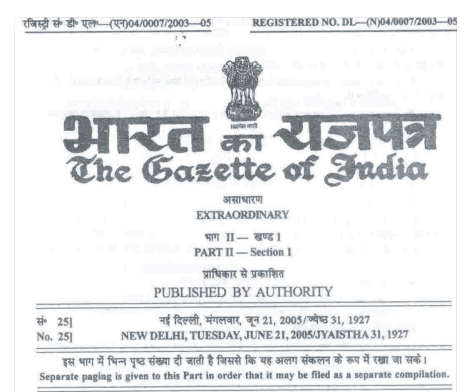 रजिस्ट्री सं० डी० एल०—(एन)04/0007/2003—05 REGISTERED NO. DL—(N)04/0007/2003—05
भारत का राजपत्र
The Gazette of India
असाधारण
EXTRAORDINARY
भाग II — खण्ड 1
PART II — Section 1
प्राधिकार से प्रकाशित
PUBLISHED BY AUTHORITY
सं० 25] नई दिल्ली, मंगलवार, जून 21, 2005/ज्येष्ठ 31, 1927
No. 25] NEW DELHI, TUESDAY, JUNE 21, 2005/JYAISTHA 31, 1927
इस भाग में भिन्न पृष्ठ संख्या दी जाती है जिससे कि यह अलग संकलन के रूप में रखा जा सके।
Separate paging is given to this Part in order that it may be filed as a separate compilation.